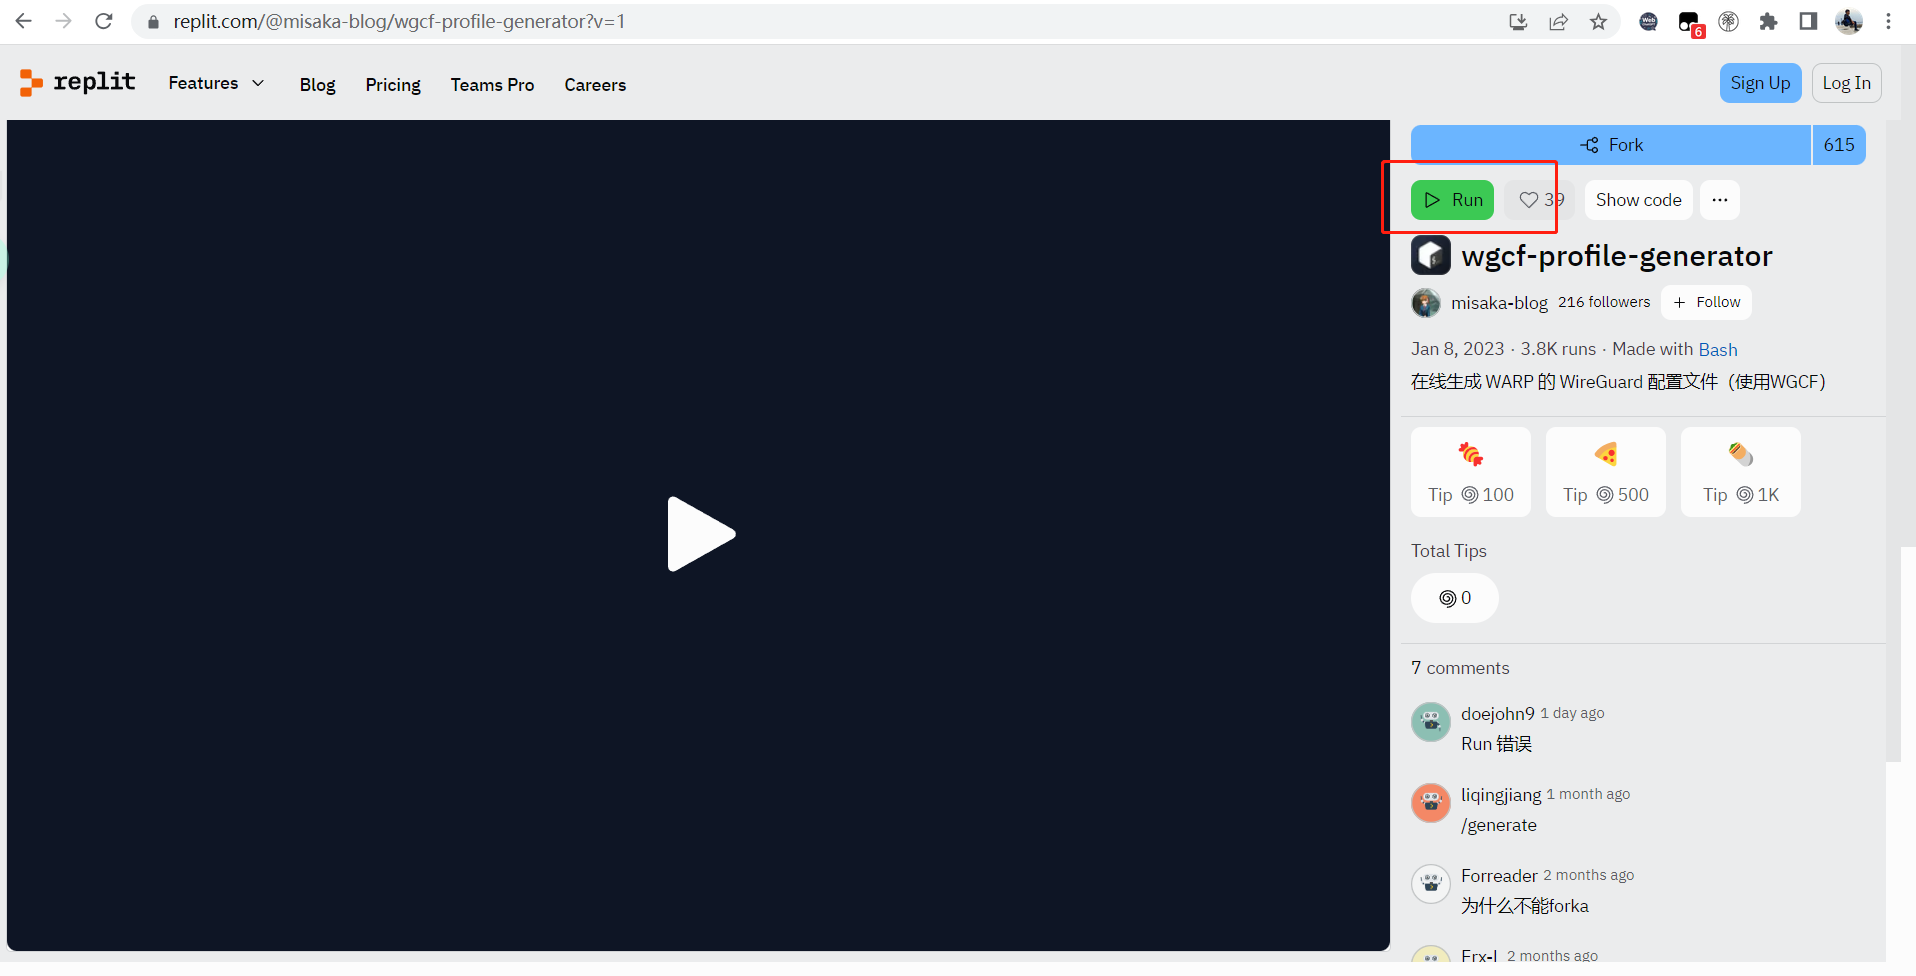 replit.com/@misaka-blog/wgcf-profile-generator?v=1
6
replit
Features
Blog
Pricing
Teams Pro
Careers
Sign Up
Log In
Fork
615
Run
39
Show code
wgcf-profile-generator
misaka-blog 216 followers + Follow
Jan 8, 2023 · 3.8K runs · Made with Bash
在线生成 WARP 的 WireGuard 配置文件（使用WGCF）
Tip 100
Tip 500
Tip 1K
Total Tips
0
7 comments
doejohn9 1 day ago
Run 错误
liqingjiang 1 month ago
/generate
Forreader 2 months ago
为什么不能forka
2 months ago